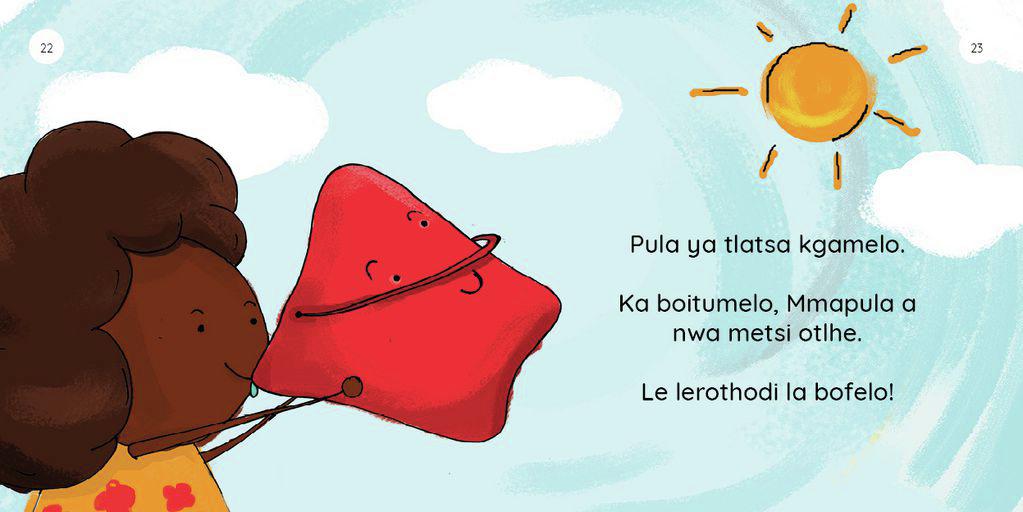 22
23
Pula ya tlatsa kgamelo.
Ka boitumelo, Mmapula a
nwa metsi otlhe.
Le lerothodi la bofelo!